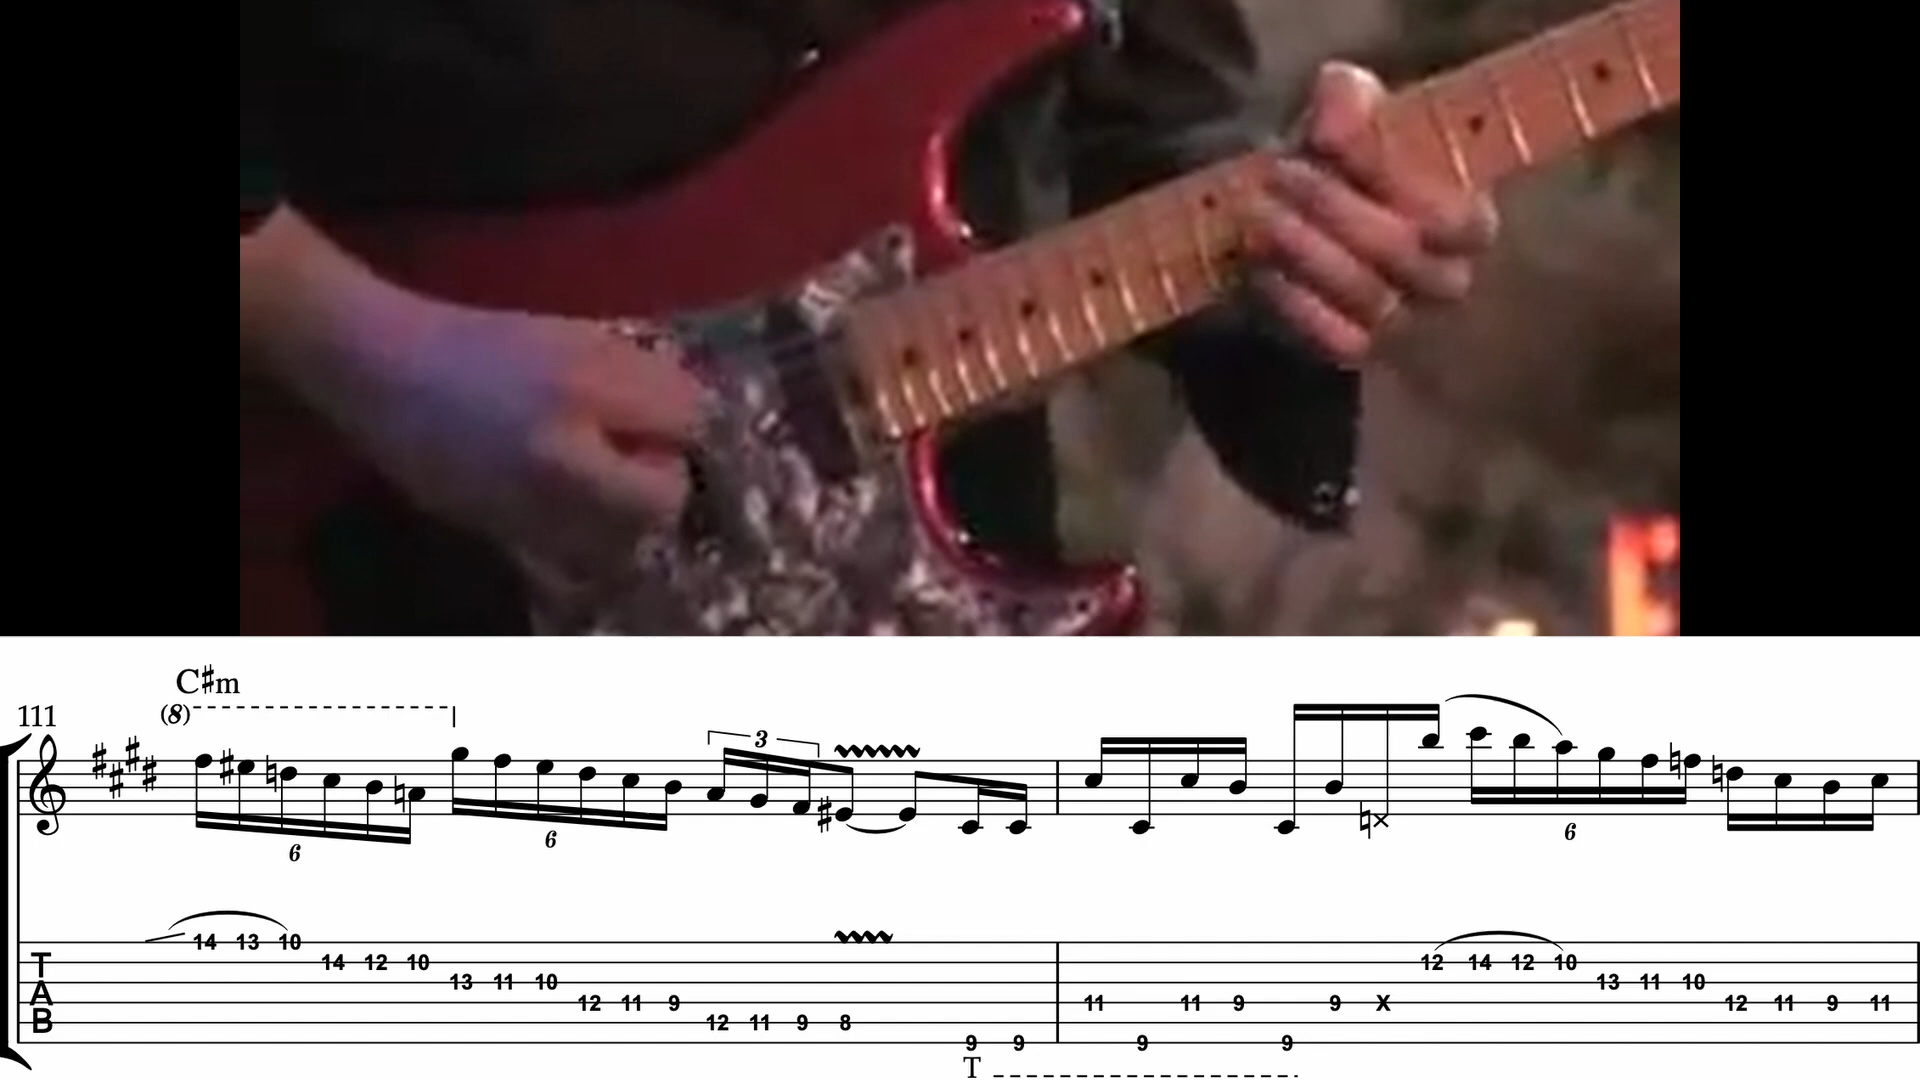 C♯m
111
(8)
3
6 6 6
14 13 10
T 14 12 10 12 14 12 10
13 11 10 13 11 10
A 12 11 9 11 11 9 9 X 12 11 9 11
B 12 11 9 8
9 9 9 9
T